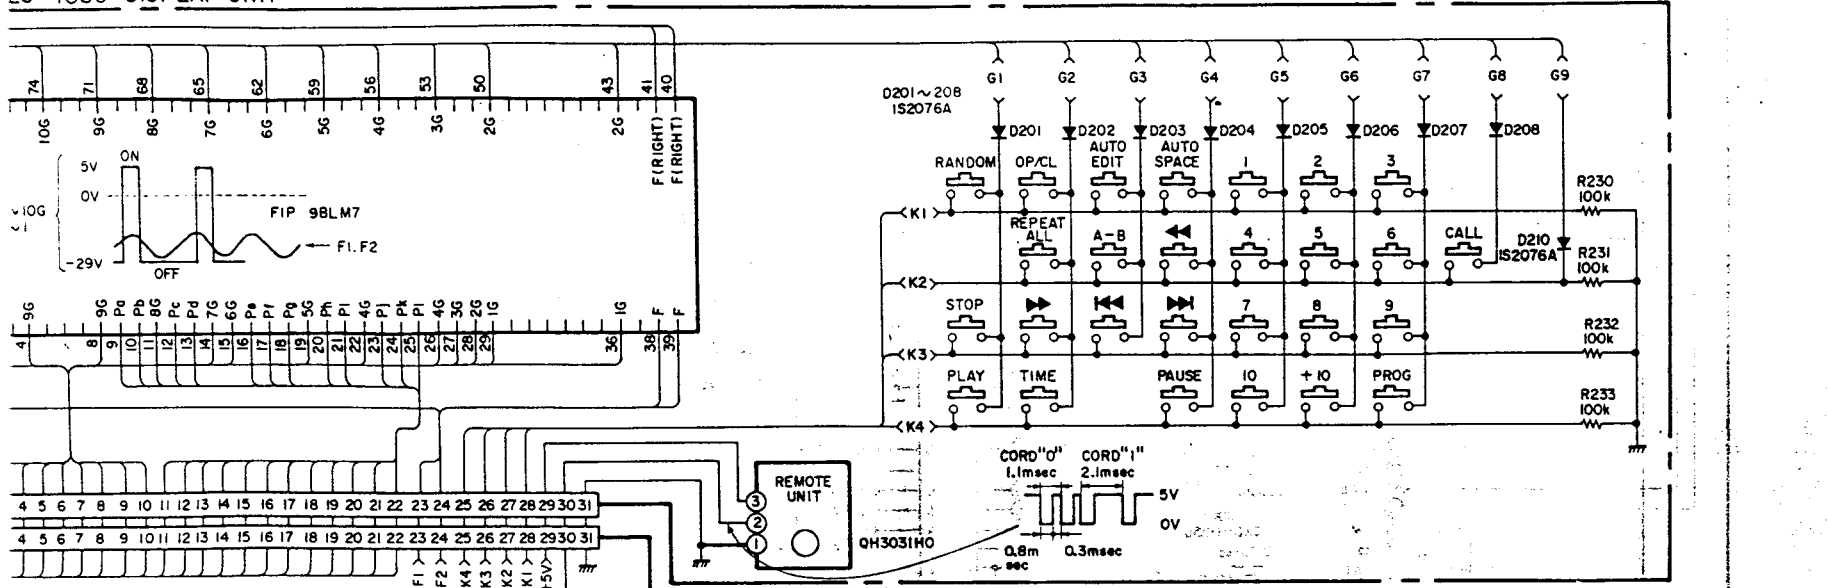 74 71 68 65 62 59 56 53 50 43 41 40
G1 G2 G3 G4 G5 G6 G7 G8 G9
D201~208
1S2076A
10G 9G 8G 7G 6G 5G 4G 3G 2G 2G F(RIGHT) F(RIGHT)
D201 D202 D203 D204 D205 D206 D207 D208
ON
5V
0V
-29V
OFF
FIP 9BLM7
F1.F2
RANDOM OP/CL AUTO EDIT AUTO SPACE 1 2 3
R230
100k
K1
REPEAT ALL A-B ◀◀ 4 5 6 CALL
D210
1S2076A
R231
100k
K2
STOP ▶▶ |◀◀ ▶▶| 7 8 9
R232
100k
K3
PLAY TIME PAUSE 10 +10 PROG
R233
100k
K4
9G 9G Pa Pb 8G Pc Pd 7G 6G Pe Pf Pg 5G Ph Pi 4G Pj Pk Pl 4G 3G 2G 1G 1G F F
4 8 9 10 11 12 13 14 15 16 17 18 19 20 21 22 23 24 25 26 27 28 29 36 38 39
CORD"0" CORD"1"
1.1msec 2.1msec
5V
0V
0.8m
sec
0.3msec
REMOTE
UNIT
3
2
1
QH3031H0
4 5 6 7 8 9 10 11 12 13 14 15 16 17 18 19 20 21 22 23 24 25 26 27 28 29 30 31
4 5 6 7 8 9 10 11 12 13 14 15 16 17 18 19 20 21 22 23 24 25 26 27 28 29 30 31
F1 F2 K4 K3 K2 K1 +5V